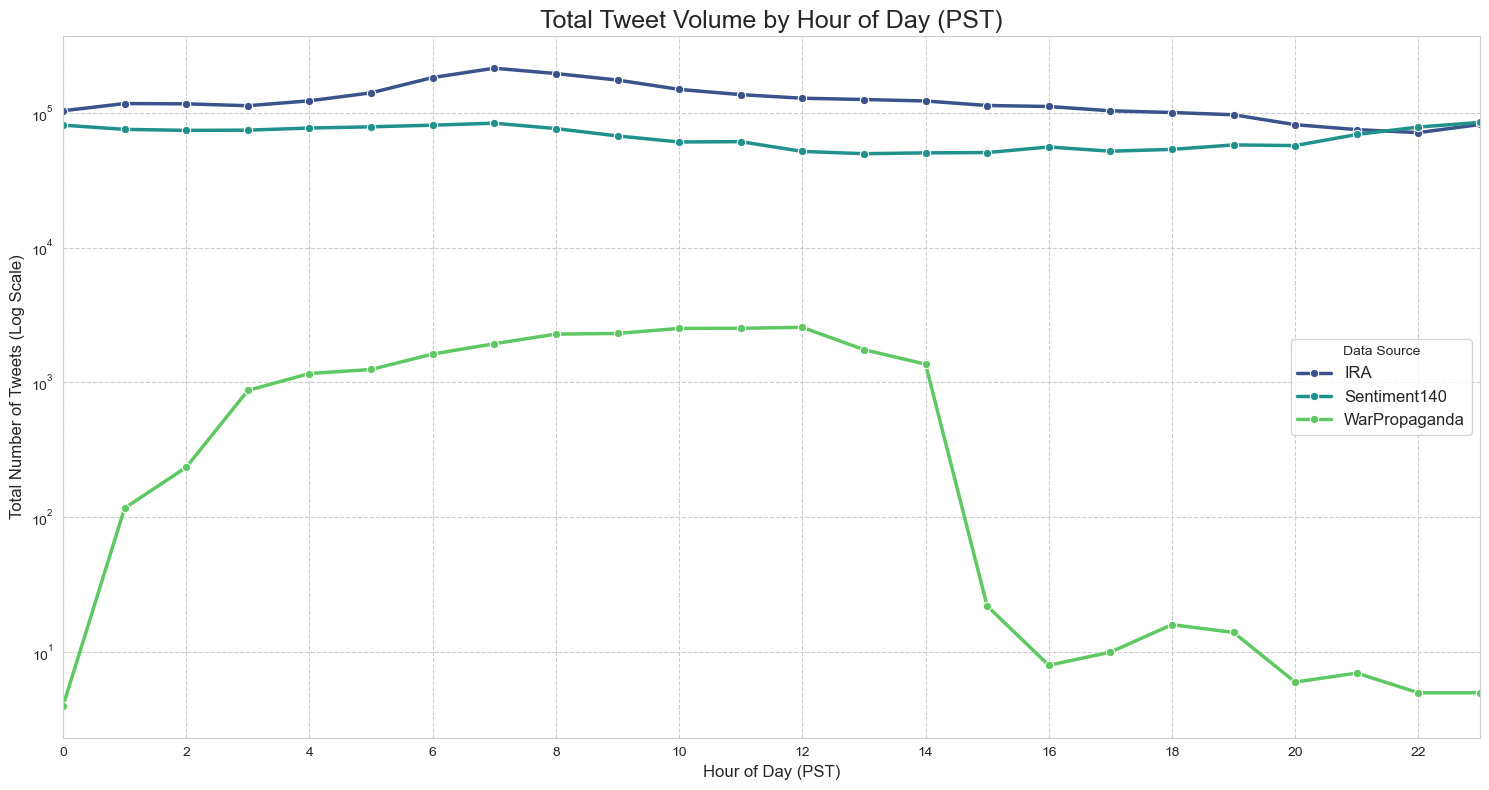 Total Tweet Volume by Hour of Day (PST)
Total Number of Tweets (Log Scale)
10^5
10^4
10^3
10^2
10^1
Data Source
IRA
Sentiment140
WarPropaganda
0 2 4 6 8 10 12 14 16 18 20 22
Hour of Day (PST)